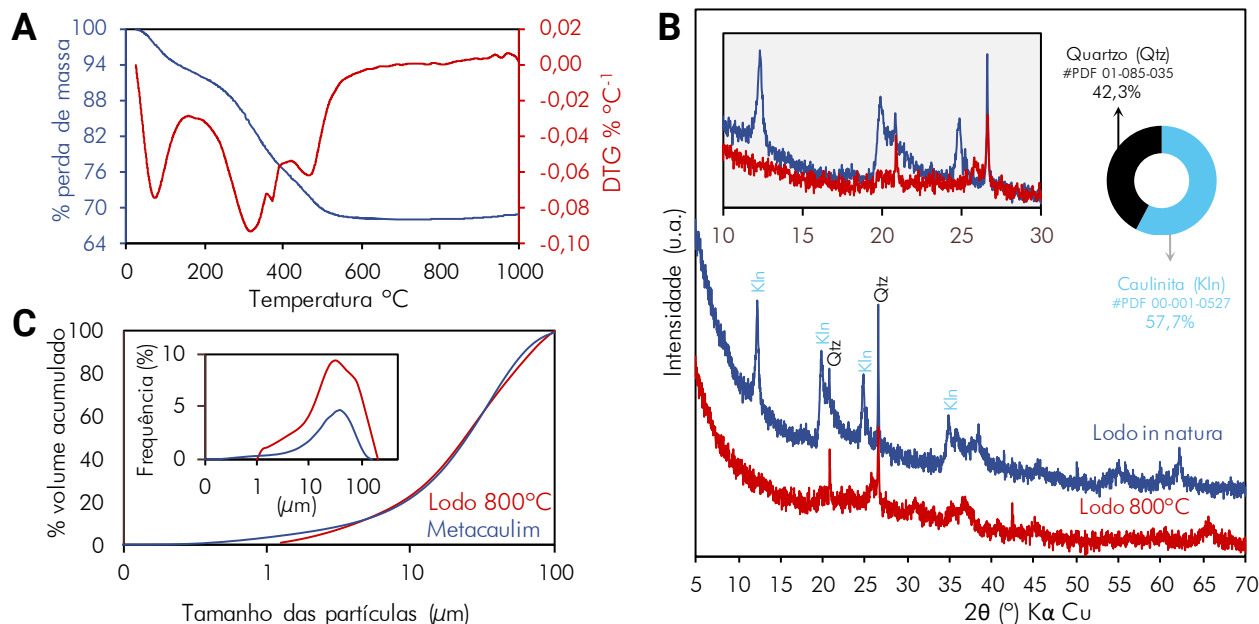 A
100
94
88
82
76
70
64
% perda de massa
0,02
0,00
-0,02
-0,04
-0,06
-0,08
-0,10
DTG % °C-1
0 200 400 600 800 1000
Temperatura °C
B
Quartzo (Qtz)
#PDF 01-085-035
42,3%
10 15 20 25 30
Caulinita (Kln)
#PDF 00-001-0527
57,7%
Kln
Kln
Qtz
Kln
Qtz
Kln
Lodo in natura
Lodo 800°C
Intensidade (u.a.)
5 10 15 20 25 30 35 40 45 50 55 60 65 70
2θ (°) Kα Cu
C
100
80
60
40
20
0
% volume acumulado
10
5
0
Frequência (%)
0 1 10 100
(µm)
Lodo 800°C
Metacaulim
0 1 10 100
Tamanho das partículas (µm)